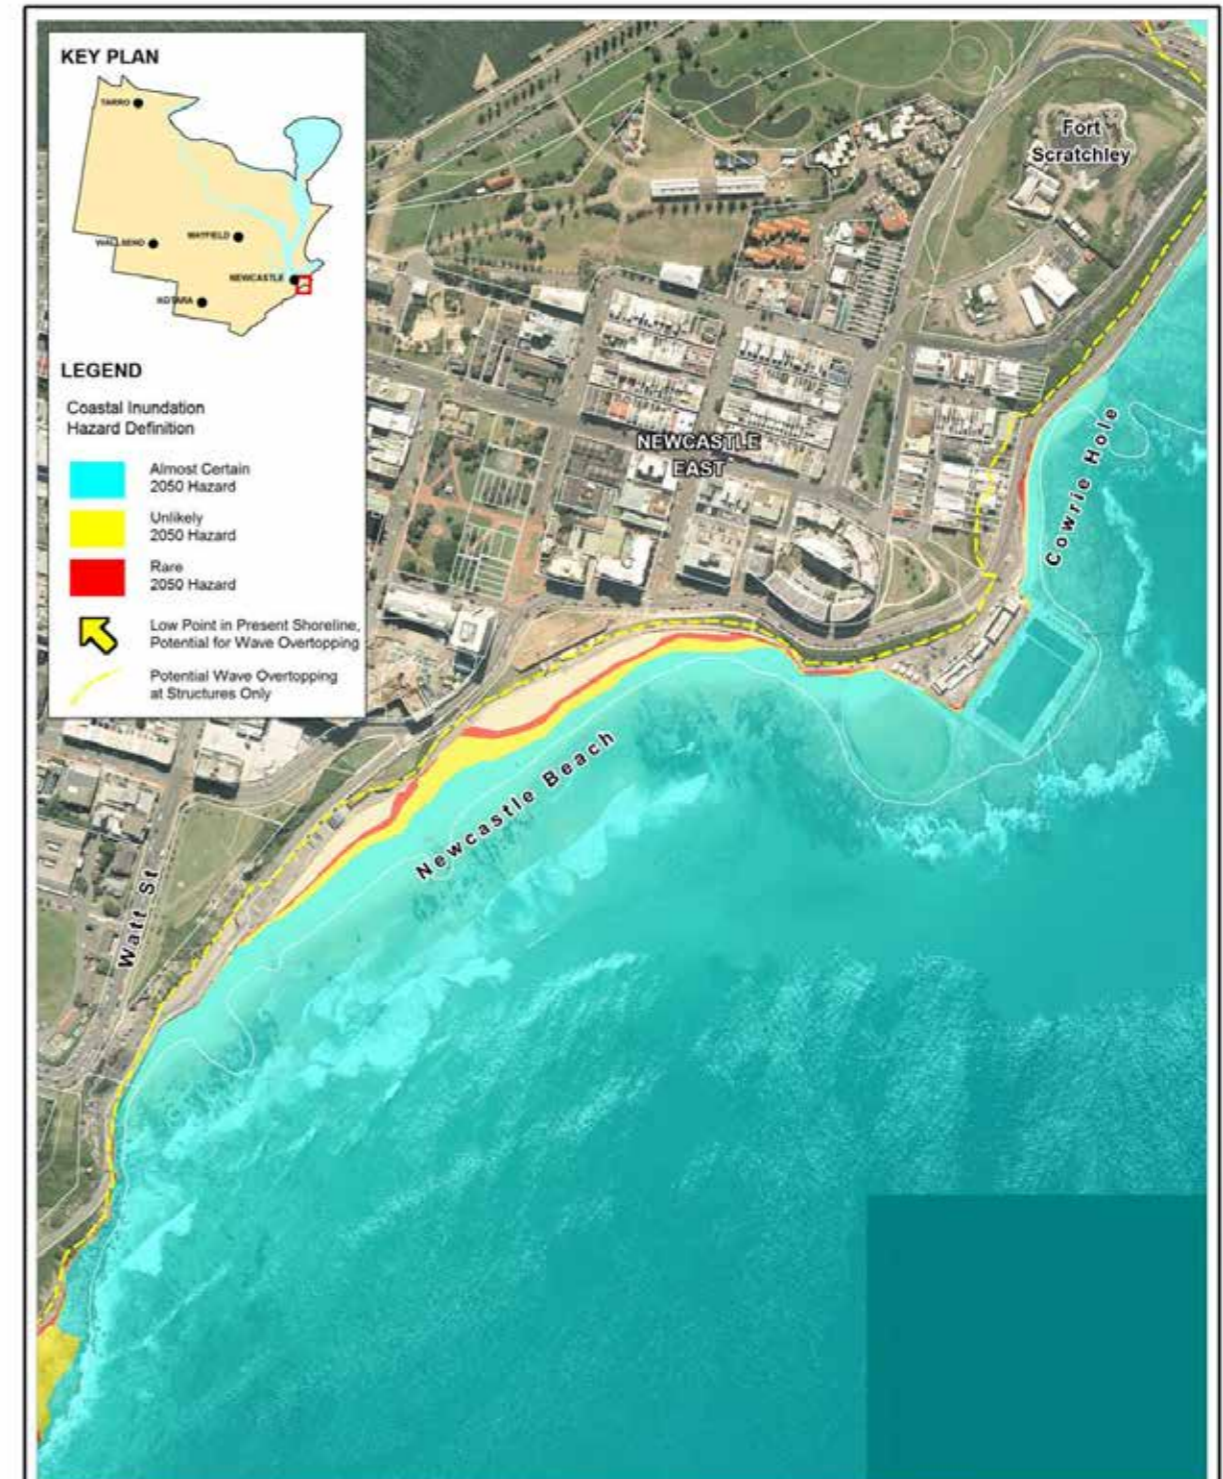 KEY PLAN
TARRO
WALLSEND
MAYFIELD
NEWCASTLE
KOTARA
LEGEND
Coastal Inundation
Hazard Definition
Almost Certain
2050 Hazard
Unlikely
2050 Hazard
Rare
2050 Hazard
Low Point in Present Shoreline,
Potential for Wave Overtopping
Potential Wave Overtopping
at Structures Only
Fort
Scratchley
NEWCASTLE
EAST
Cowrie Hole
Newcastle Beach
Watt St